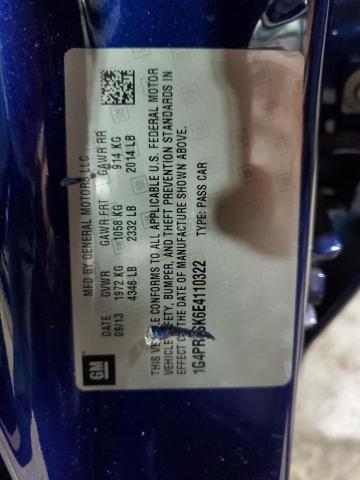 MFD BY GENERAL MOTORS LLC
DATE GVWR GAWR FRT GAWR RR
09/13 1972 KG 1058 KG 914 KG
4346 LB 2332 LB 2014 LB
THIS VEHICLE CONFORMS TO ALL APPLICABLE U.S. FEDERAL MOTOR
VEHICLE SAFETY, BUMPER, AND THEFT PREVENTION STANDARDS IN
EFFECT ON THE DATE OF MANUFACTURE SHOWN ABOVE.
TYPE: PASS CAR
GM